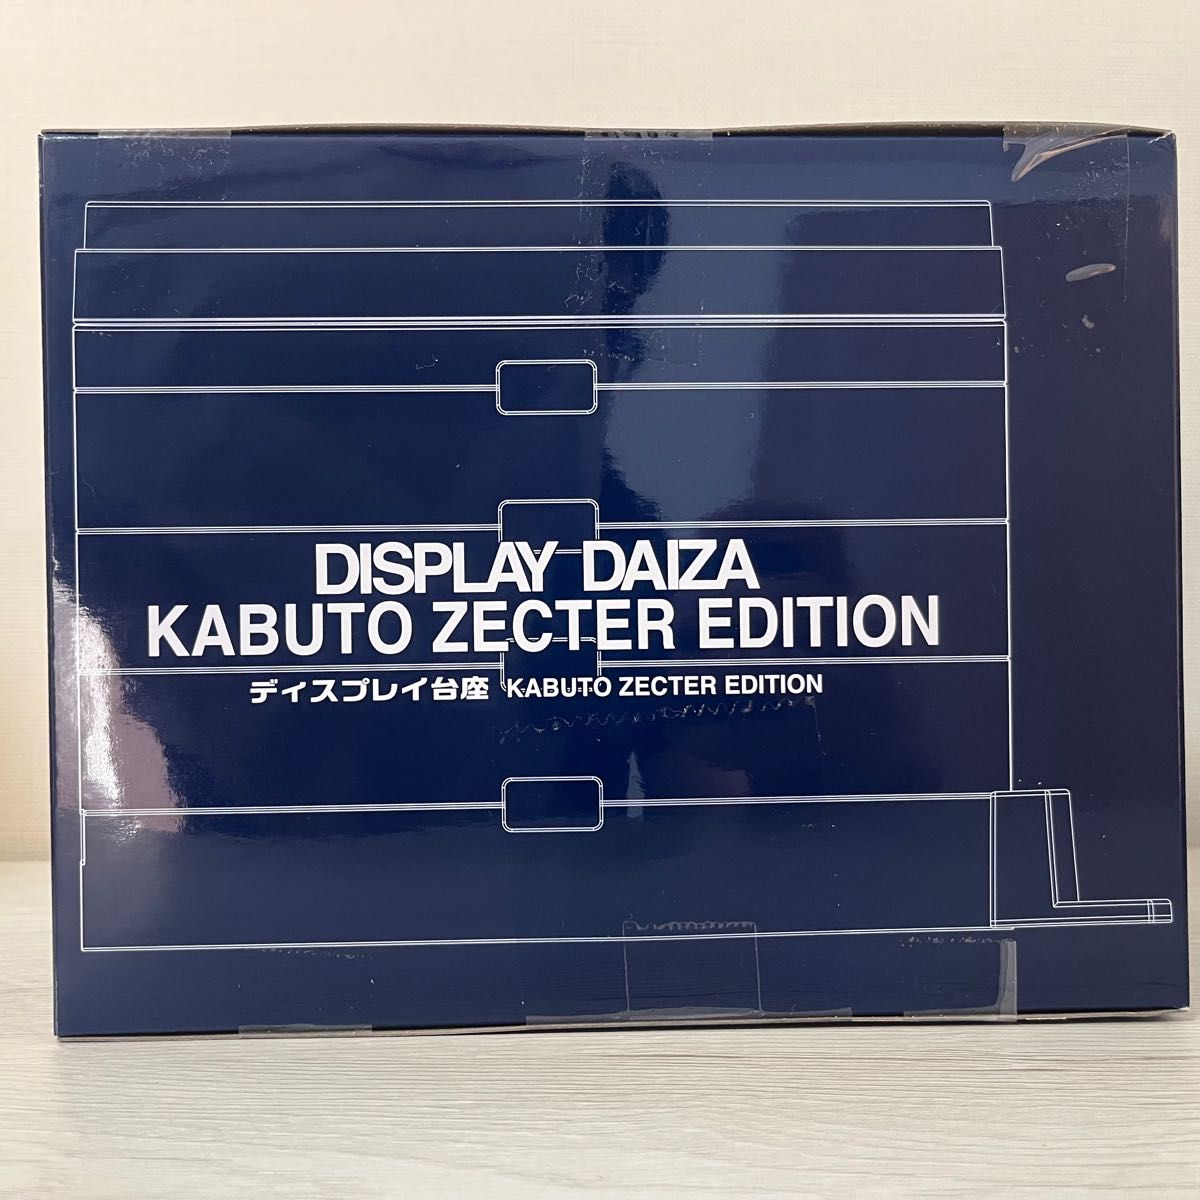 DISPLAY DAIZA
KABUTO ZECTER EDITION
ディスプレイ台座 KABUTO ZECTER EDITION